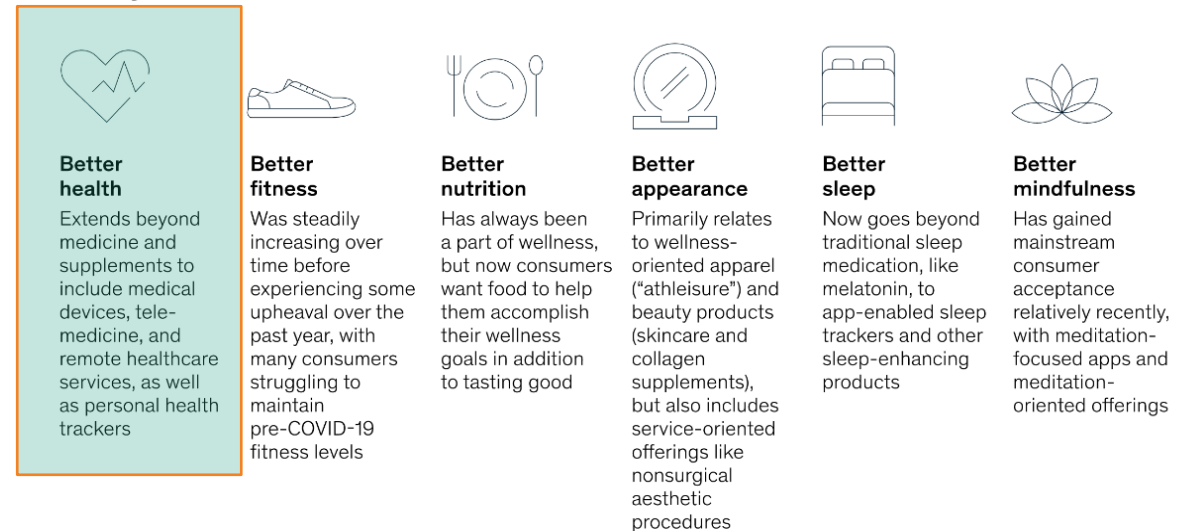 Better
health
Extends beyond
medicine and
supplements to
include medical
devices, tele-
medicine, and
remote healthcare
services, as well
as personal health
trackers
Better
fitness
Was steadily
increasing over
time before
experiencing some
upheaval over the
past year, with
many consumers
struggling to
maintain
pre-COVID-19
fitness levels
Better
nutrition
Has always been
a part of wellness,
but now consumers
want food to help
them accomplish
their wellness
goals in addition
to tasting good
Better
appearance
Primarily relates
to wellness-
oriented apparel
(“athleisure”) and
beauty products
(skincare and
collagen
supplements),
but also includes
service-oriented
offerings like
nonsurgical
aesthetic
procedures
Better
sleep
Now goes beyond
traditional sleep
medication, like
melatonin, to
app-enabled sleep
trackers and other
sleep-enhancing
products
Better
mindfulness
Has gained
mainstream
consumer
acceptance
relatively recently,
with meditation-
focused apps and
meditation-
oriented offerings